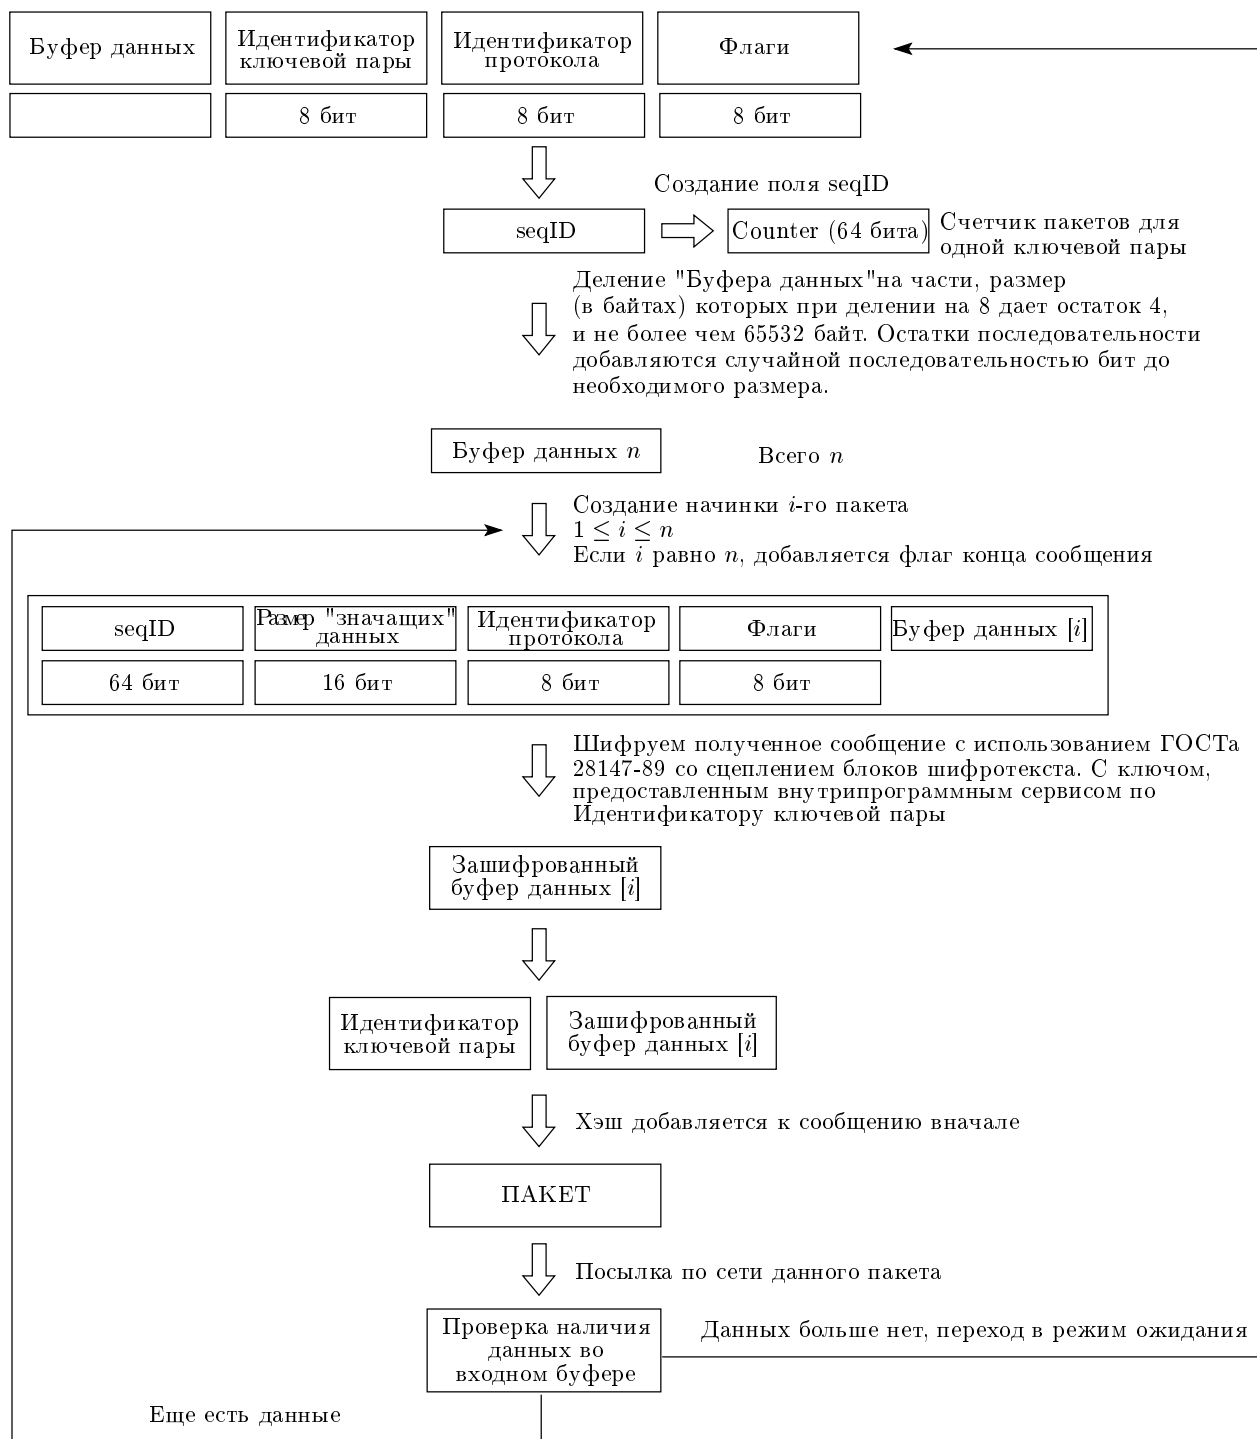 Буфер данных
Идентификатор
ключевой пары
Идентификатор
протокола
Флаги
8 бит
8 бит
8 бит
Создание поля seqID
seqID
Counter (64 бита)
Счетчик пакетов для
одной ключевой пары
Деление "Буфера данных"на части, размер
(в байтах) которых при делении на 8 дает остаток 4,
и не более чем 65532 байт. Остатки последовательности
добавляются случайной последовательностью бит до
необходимого размера.
Буфер данных n
Всего n
Создание начинки i-го пакета
1 ≤ i ≤ n
Если i равно n, добавляется флаг конца сообщения
seqID
Размер "значащих"
данных
Идентификатор
протокола
Флаги
Буфер данных [i]
64 бит
16 бит
8 бит
8 бит
Шифруем полученное сообщение с использованием ГОСТа
28147-89 со сцеплением блоков шифротекста. С ключом,
предоставленным внутрипрограммным сервисом по
Идентификатору ключевой пары
Зашифрованный
буфер данных [i]
Идентификатор
ключевой пары
Зашифрованный
буфер данных [i]
Хэш добавляется к сообщению вначале
ПАКЕТ
Посылка по сети данного пакета
Проверка наличия
данных во
входном буфере
Данных больше нет, переход в режим ожидания
Еще есть данные